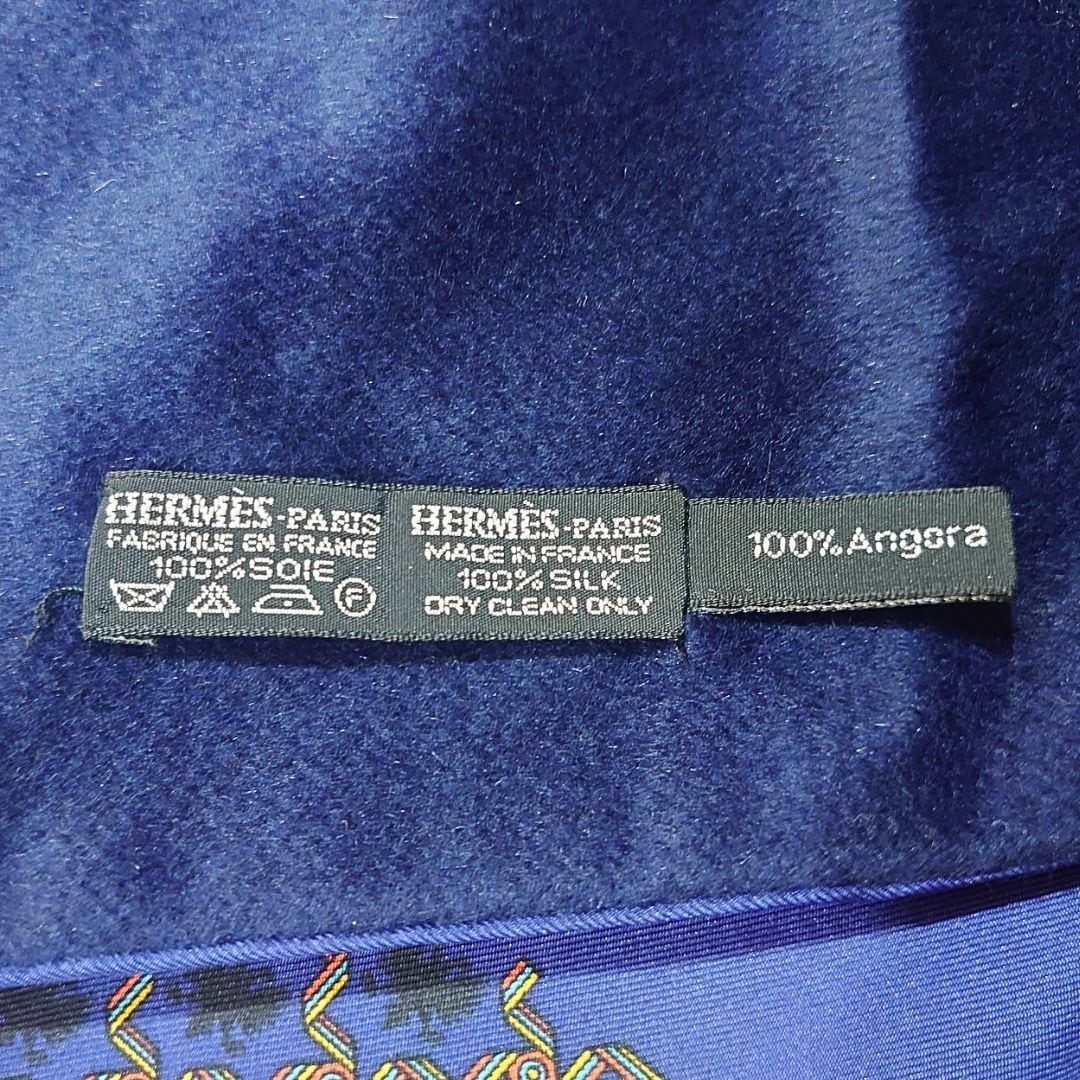 HERMÈS-PARIS
FABRIQUE EN FRANCE
100% SOIE
F
HERMÈS-PARIS
MADE IN FRANCE
100% SILK
DRY CLEAN ONLY
100% Angora